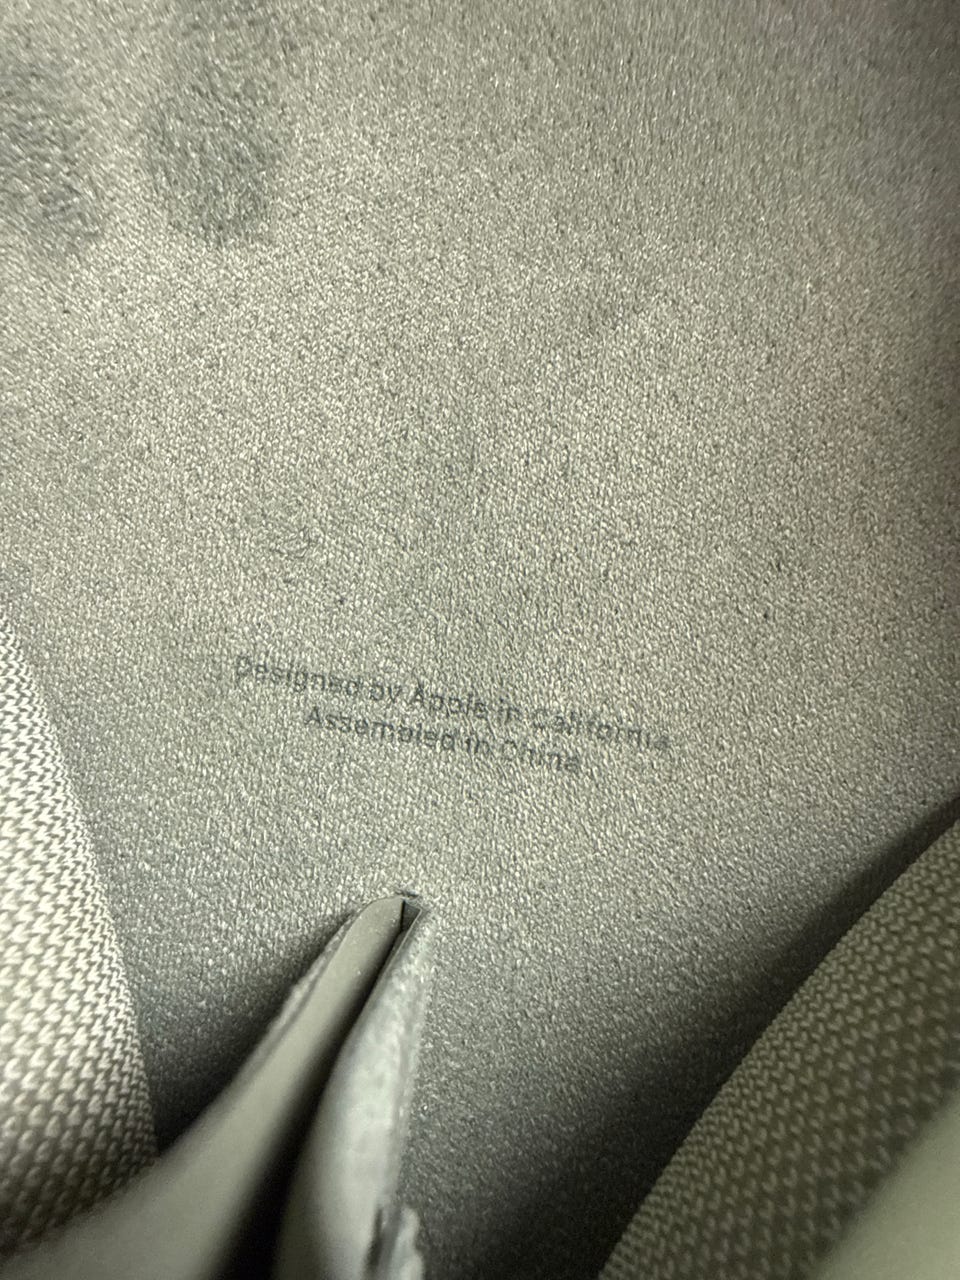 Designed by Apple in California
Assembled in China